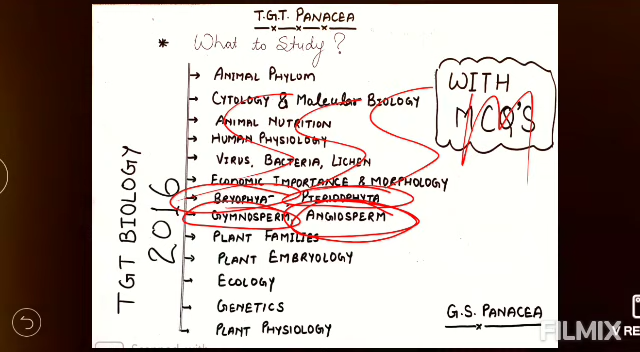 T.G.T. PANACEA
* What to Study?
→ ANIMAL PHYLUM
→ CYTOLOGY & Molecular BIOLOGY
→ ANIMAL NUTRITION
→ HUMAN PHYSIOLOGY
→ VIRUS, BACTERIA, LICHEN
→ ECONOMIC IMPORTANCE & MORPHOLOGY
→ BRYOPHYA- PTERIDOPHYTA
→ GYMNOSPERM ANGIOSPERM
→ PLANT FAMILIES
→ PLANT EMBRYOLOGY
→ ECOLOGY
→ GENETICS
→ PLANT PHYSIOLOGY
TGT BIOLOGY
2016
WITH
MCQ'S
G.S. PANACEA
FILMIX